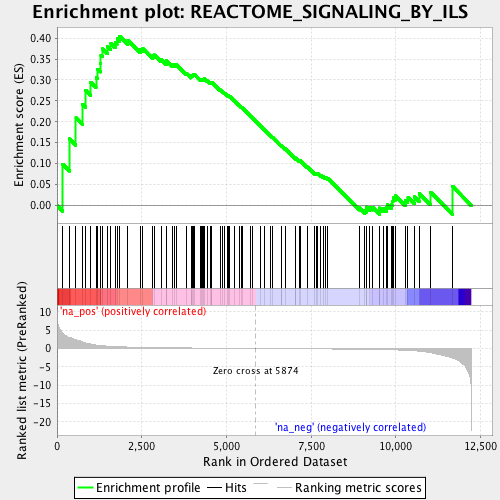 Enrichment plot: REACTOME_SIGNALING_BY_ILS
Enrichment score (ES)
0.40
0.35
0.30
0.25
0.20
0.15
0.10
0.05
0.00
'na_pos' (positively correlated)
Ranked list metric (PreRanked)
10
5
0
-5
-10
-15
-20
Zero cross at 5874
'na_neg' (negatively correlated)
0
2,500
5,000
7,500
10,000
12,500
Rank in Ordered Dataset
Enrichment profile
Hits
Ranking metric scores